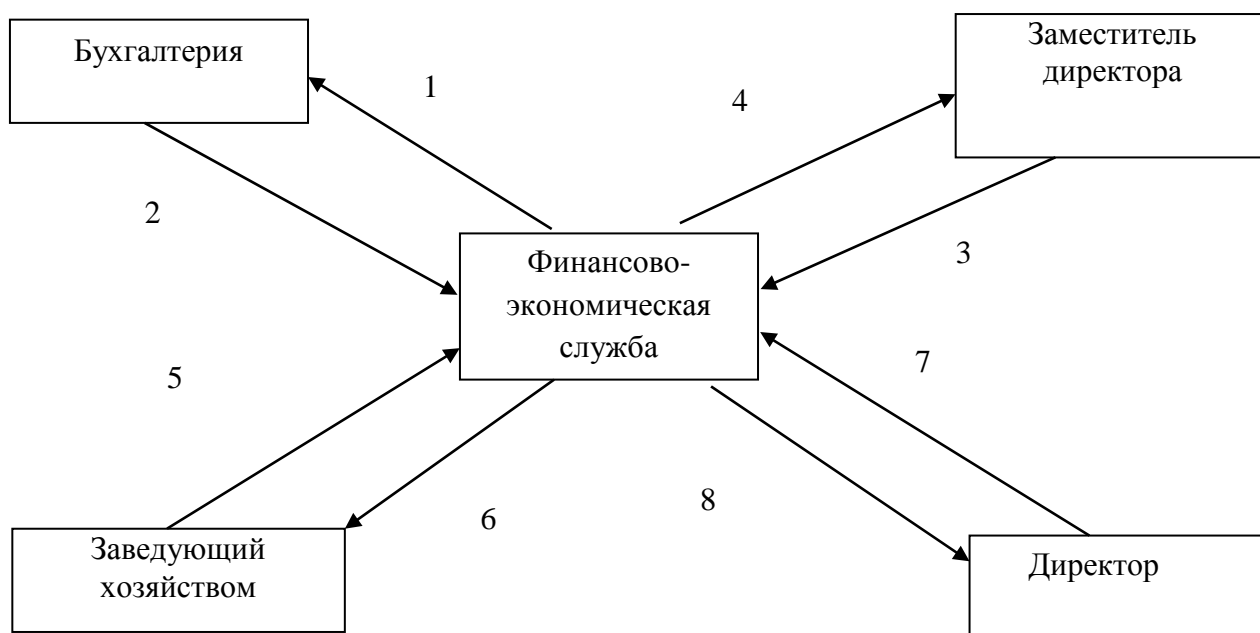 Бухгалтерия
Заместитель
директора
1
4
2
3
Финансово-
экономическая
служба
5
7
6
8
Заведующий
хозяйством
Директор